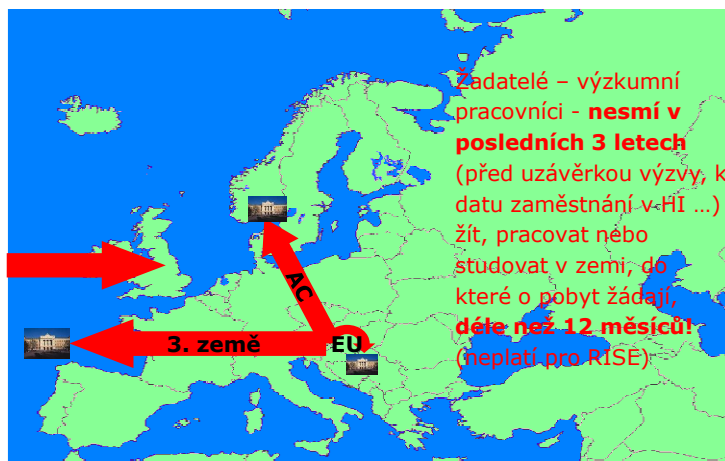 Žadatelé – výzkumní
pracovníci - nesmí v
posledních 3 letech
(před uzávěrkou výzvy, k
datu zaměstnání v HI ...)
žít, pracovat nebo
studovat v zemi, do
které o pobyt žádají,
déle než 12 měsíců!
(neplatí pro RISE)
AC
3. země
EU